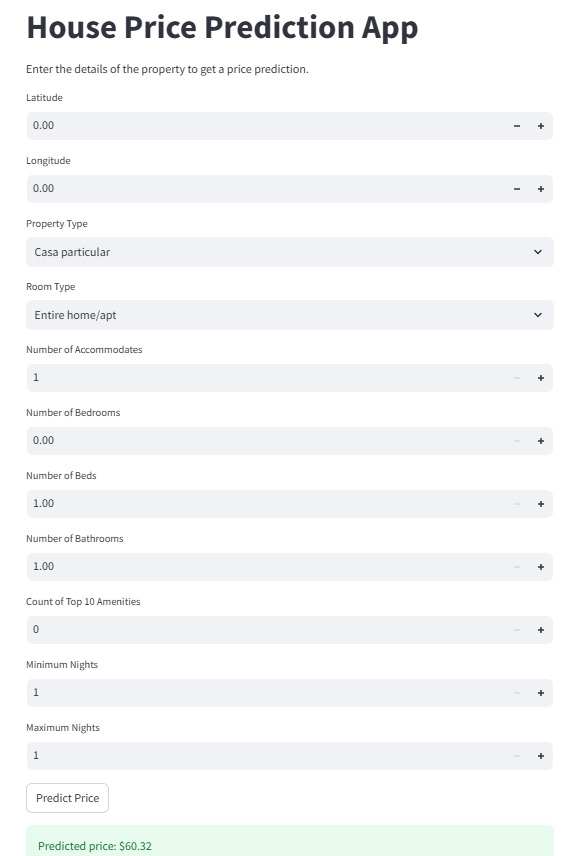 House Price Prediction App
Enter the details of the property to get a price prediction.
Latitude
0.00
Longitude
0.00
Property Type
Casa particular
Room Type
Entire home/apt
Number of Accommodates
1
Number of Bedrooms
0.00
Number of Beds
1.00
Number of Bathrooms
1.00
Count of Top 10 Amenities
0
Minimum Nights
1
Maximum Nights
1
Predict Price
Predicted price: $60.32